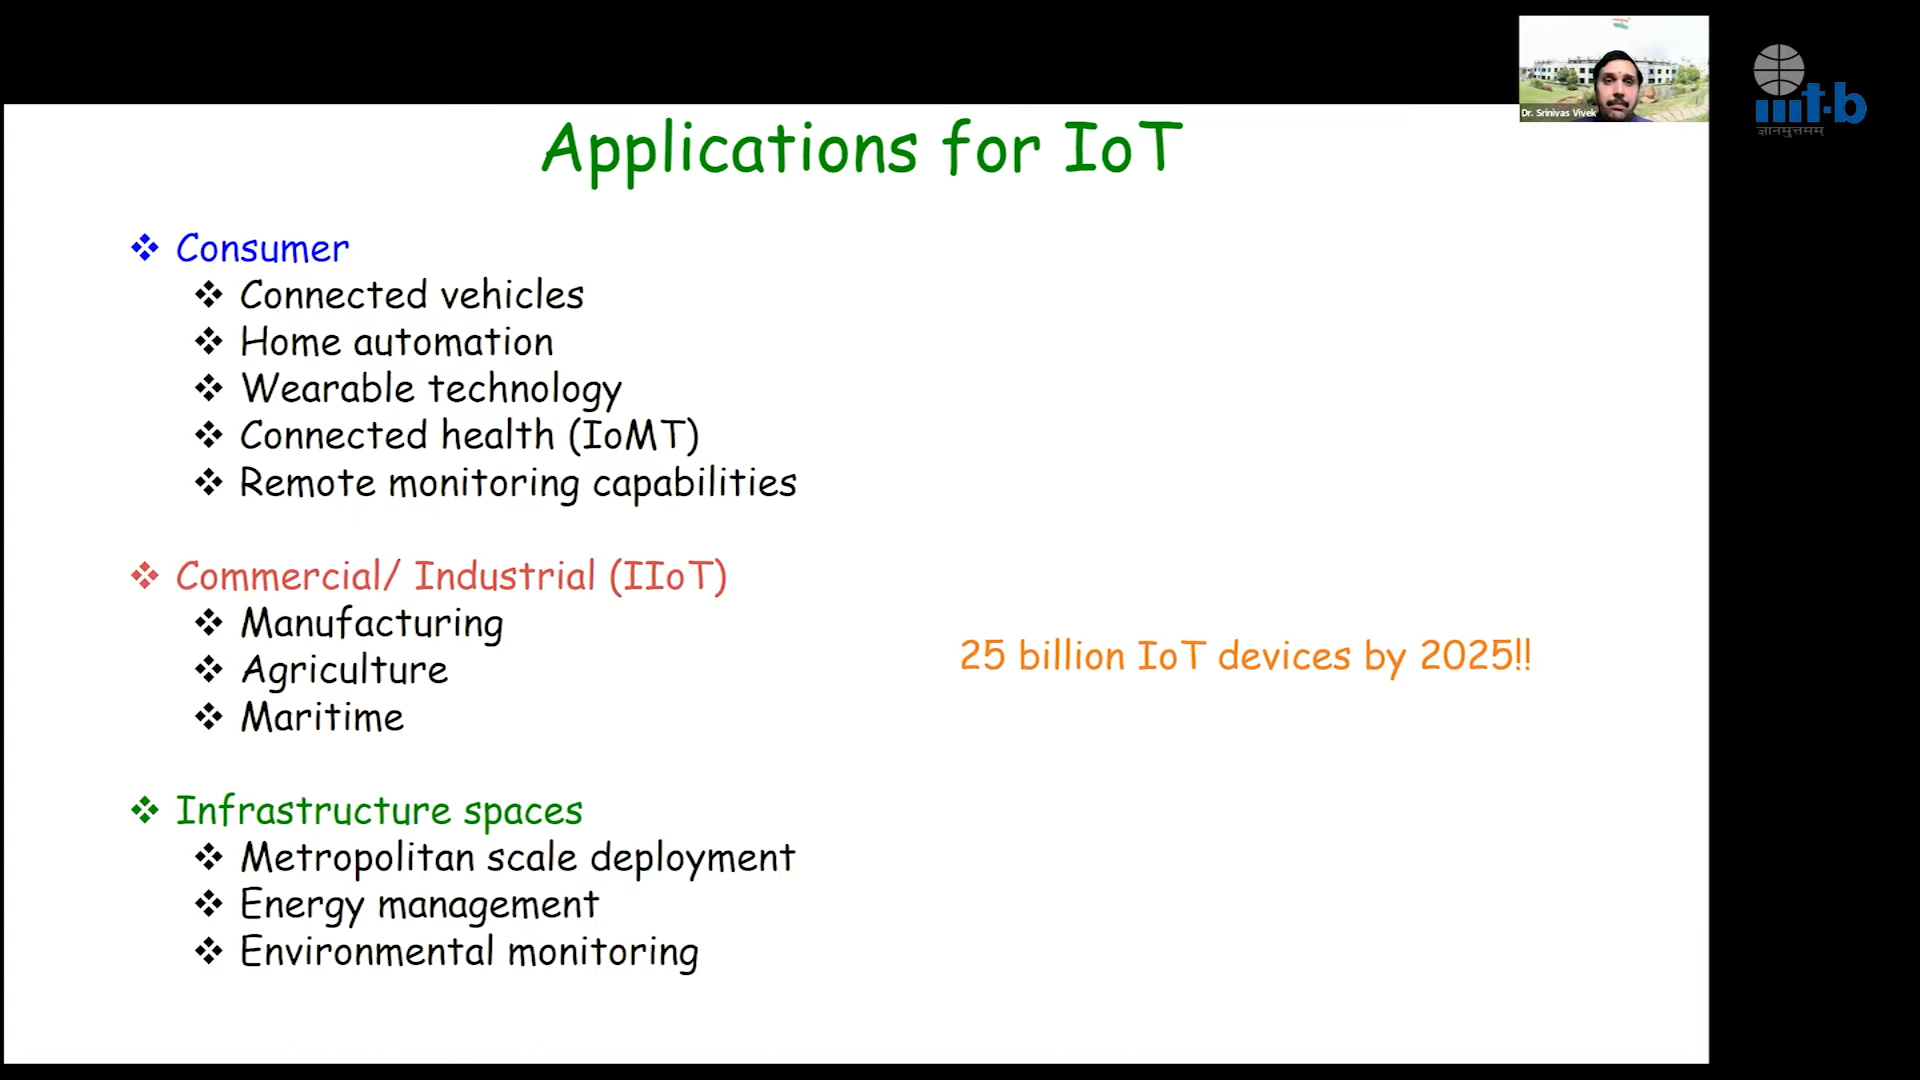 Applications for IoT
Dr. Srinivas Vivek
iiit-b
ज्ञानमुत्तमम्
❖ Consumer
❖ Connected vehicles
❖ Home automation
❖ Wearable technology
❖ Connected health (IoMT)
❖ Remote monitoring capabilities
❖ Commercial/ Industrial (IIoT)
❖ Manufacturing
❖ Agriculture
❖ Maritime
25 billion IoT devices by 2025!!
❖ Infrastructure spaces
❖ Metropolitan scale deployment
❖ Energy management
❖ Environmental monitoring